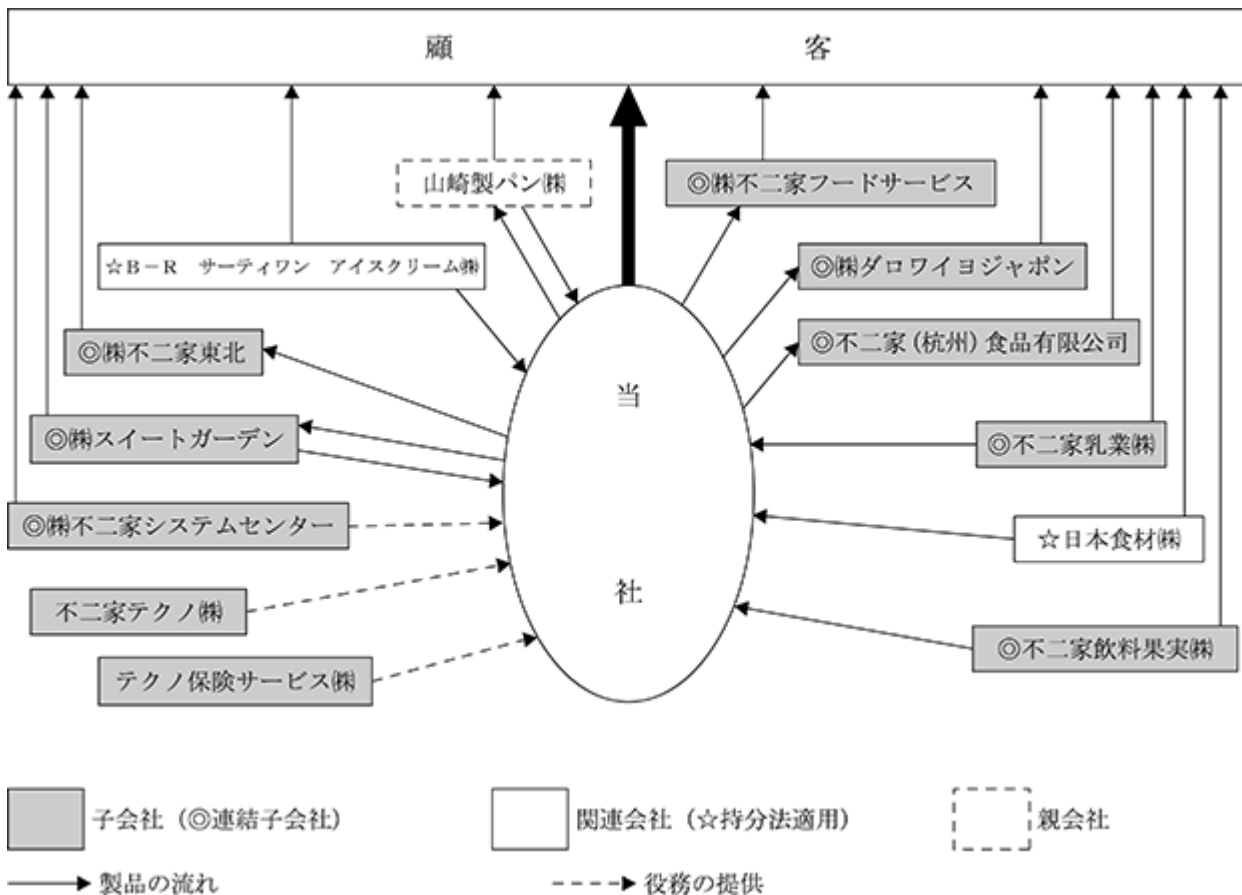 顧客
山崎製パン㈱
◎㈱不二家フードサービス
☆B－R　サーティワン　アイスクリーム㈱
◎㈱ダロワイヨジャポン
◎㈱不二家東北
◎不二家(杭州)食品有限公司
当社
◎㈱スイートガーデン
◎不二家乳業㈱
◎㈱不二家システムセンター
☆日本食材㈱
不二家テクノ㈱
◎不二家飲料果実㈱
テクノ保険サービス㈱
子会社（◎連結子会社）
関連会社（☆持分法適用）
親会社
製品の流れ
役務の提供